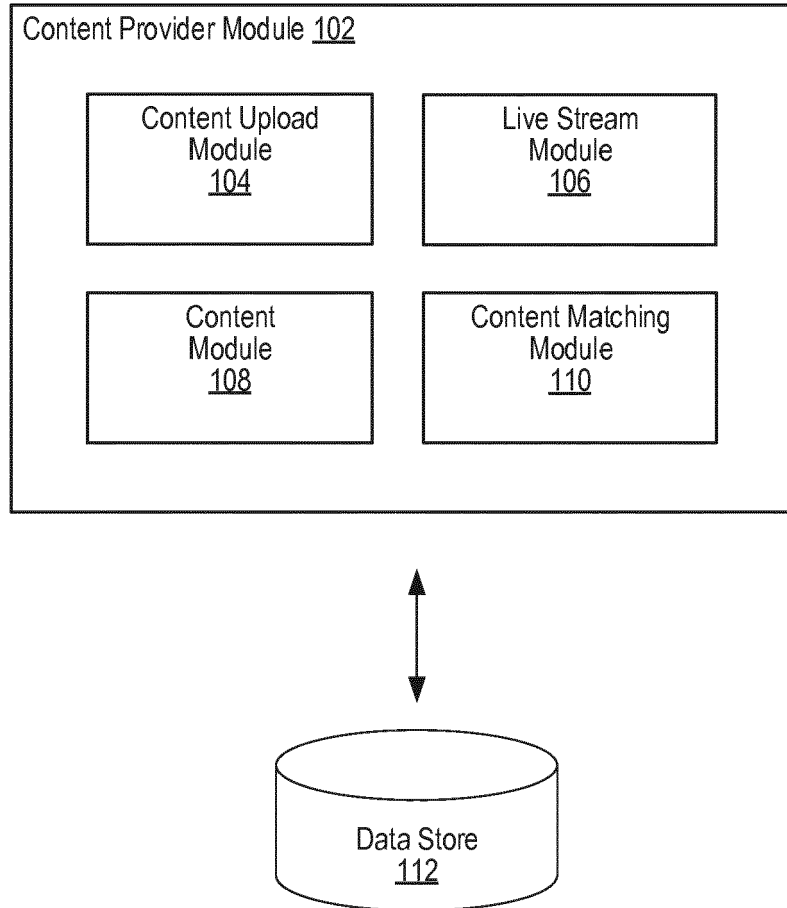 Content Provider Module 102
Content Upload
Module
104
Live Stream
Module
106
Content
Module
108
Content Matching
Module
110
Data Store
112